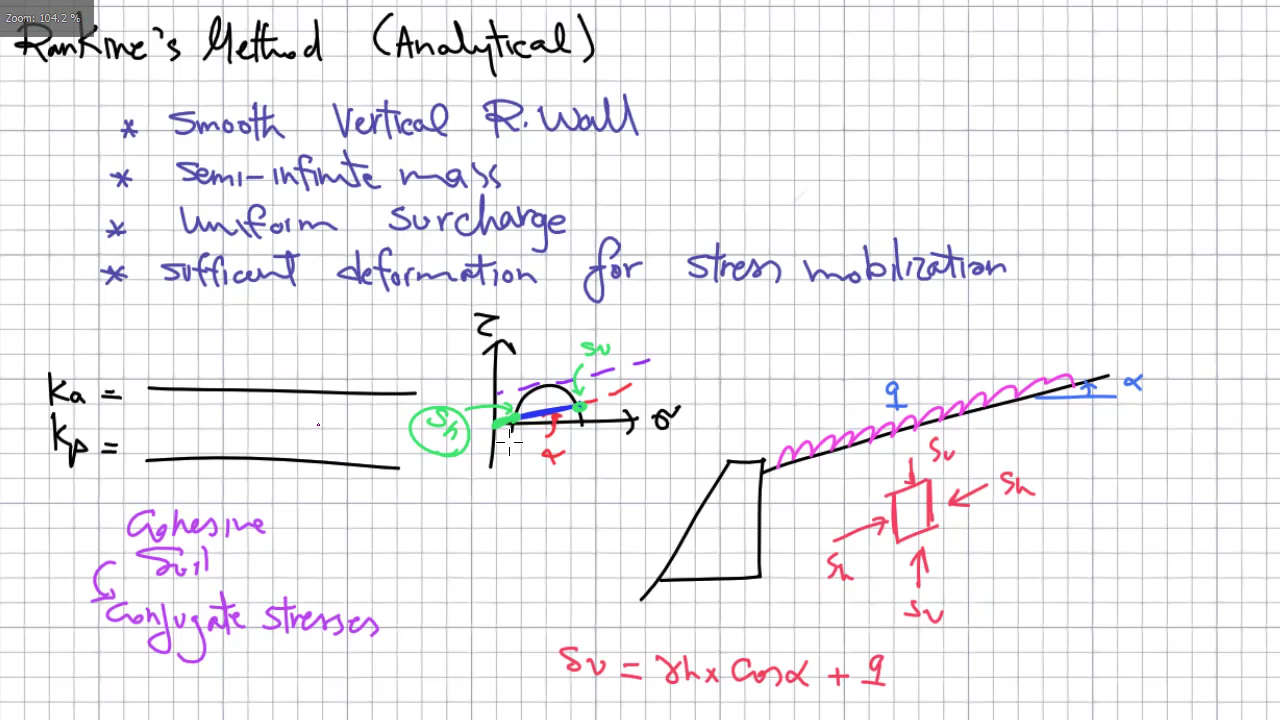 Zoom: 104.2 %
RanKine's Method (Analytical)
* Smooth Vertical R. Wall
* semi-infinite mass
* Uniform Surcharge
* sufficent deformation for stress mobilization
Ka =
Kp =
τ
Sv
Sh
σ
α
q
α
Sv
Sh
Sh
Sv
Cohesive
Soil
Conjugate stresses
Sv = γh x Cosα + q